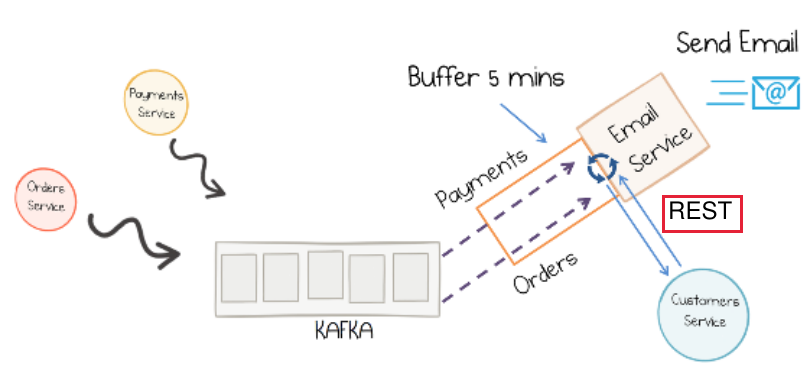 Send Email
Buffer 5 mins
Payments
Service
Email
Service
Payments
Orders
Service
REST
Orders
Customers
Service
KAFKA